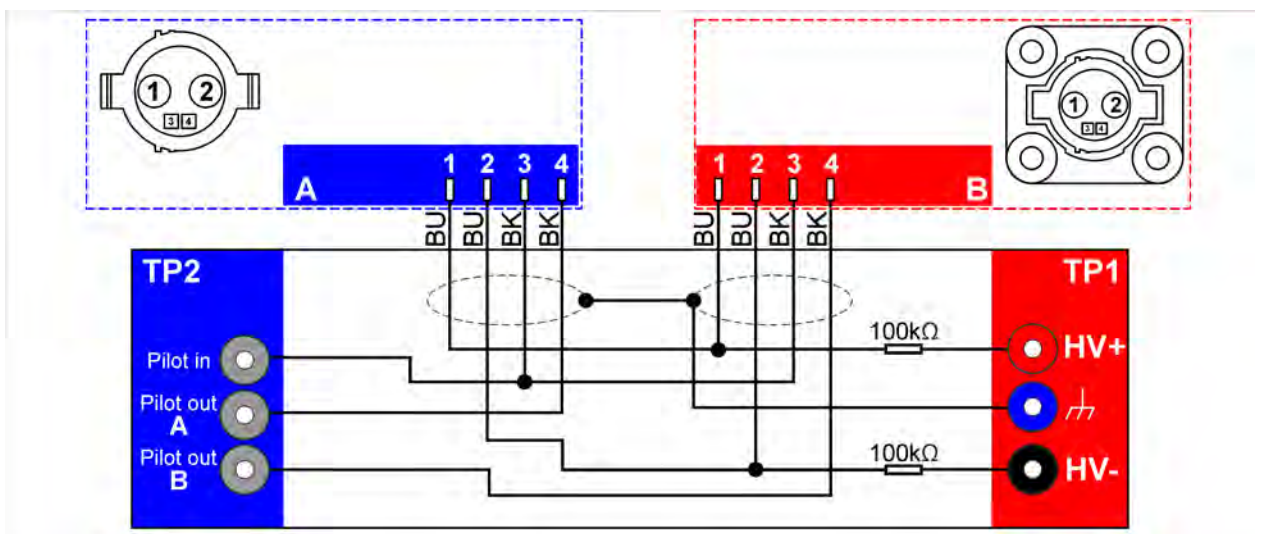 1 2
3 4
1 2
3 4
A 1 2 3 4
1 2 3 4 B
BU BU BK BK
BU BU BK BK
TP2
TP1
100kΩ
HV+
Pilot in
Pilot out
A
Pilot out
B
100kΩ
HV-